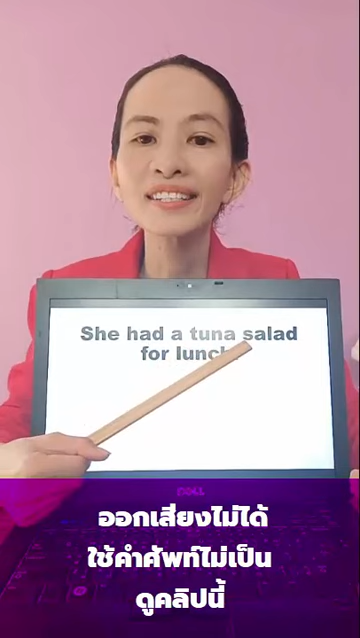 She had a tuna salad
for lunch
DELL
ออกเสียงไม่ได้
ใช้คำศัพท์ไม่เป็น
ดูคลิปนี้